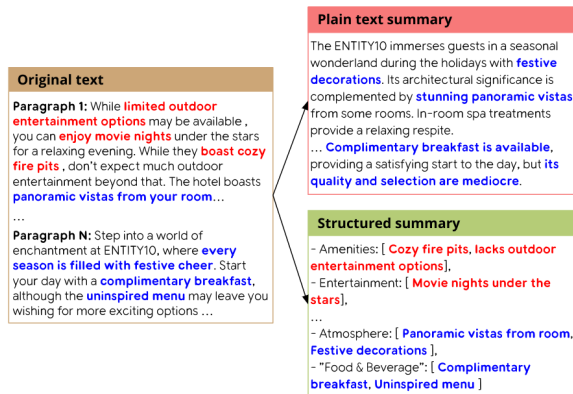 Original text
Paragraph 1: While limited outdoor
entertainment options may be available ,
you can enjoy movie nights under the stars
for a relaxing evening. While they boast cozy
fire pits , don't expect much outdoor
entertainment beyond that. The hotel boasts
panoramic vistas from your room...
...
Paragraph N: Step into a world of
enchantment at ENTITY10, where every
season is filled with festive cheer. Start
your day with a complimentary breakfast,
although the uninspired menu may leave you
wishing for more exciting options ...
Plain text summary
The ENTITY10 immerses guests in a seasonal
wonderland during the holidays with festive
decorations. Its architectural significance is
complemented by stunning panoramic vistas
from some rooms. In-room spa treatments
provide a relaxing respite.
... Complimentary breakfast is available,
providing a satisfying start to the day, but its
quality and selection are mediocre.
Structured summary
- Amenities: [ Cozy fire pits, lacks outdoor
entertainment options],
- Entertainment: [ Movie nights under the
stars],
...
- Atmosphere: [ Panoramic vistas from room,
Festive decorations ],
- "Food & Beverage": [ Complimentary
breakfast, Uninspired menu ]